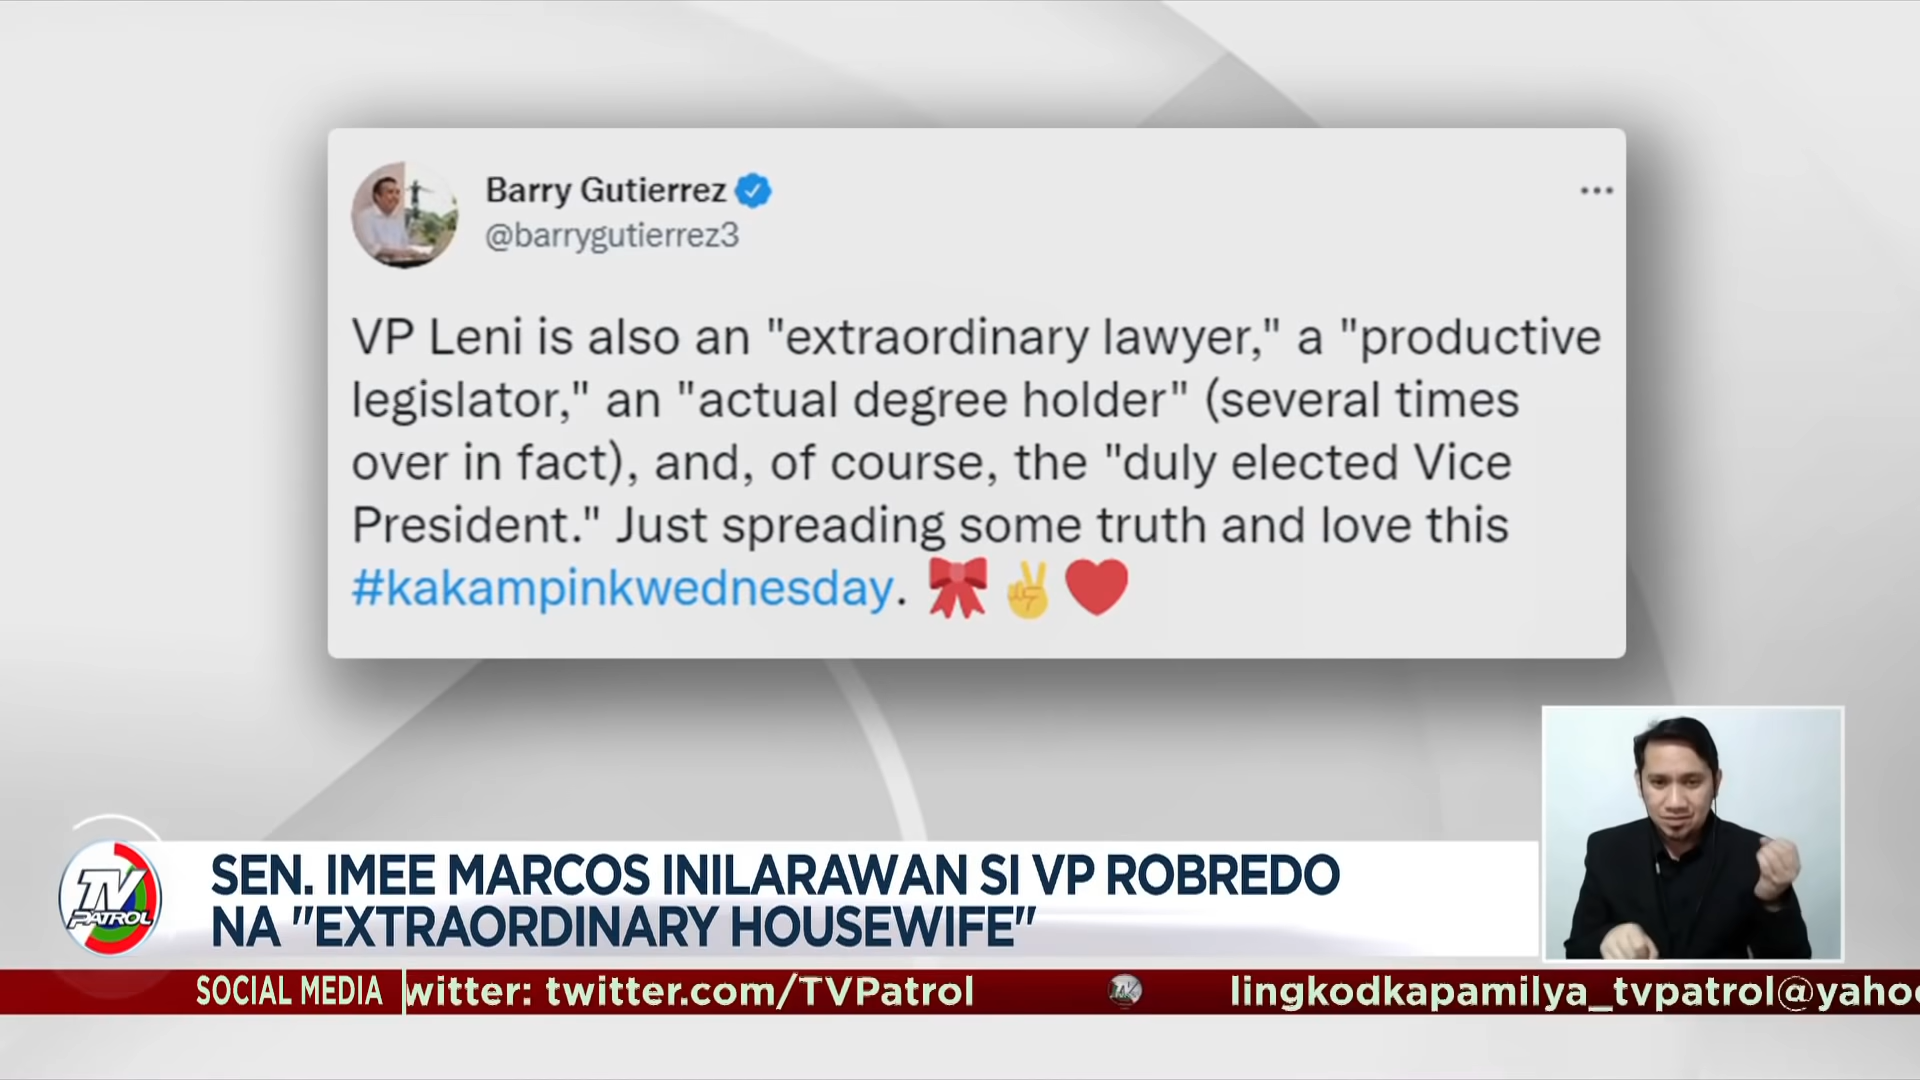 Barry Gutierrez
@barrygutierrez3
VP Leni is also an "extraordinary lawyer," a "productive
legislator," an "actual degree holder" (several times
over in fact), and, of course, the "duly elected Vice
President." Just spreading some truth and love this
#kakampinkwednesday. 🎀✌️❤️
SEN. IMEE MARCOS INILARAWAN SI VP ROBREDO
NA "EXTRAORDINARY HOUSEWIFE"
TV
PATROL
SOCIAL MEDIA witter: twitter.com/TVPatrol lingkodkapamilya_tvpatrol@yahoo